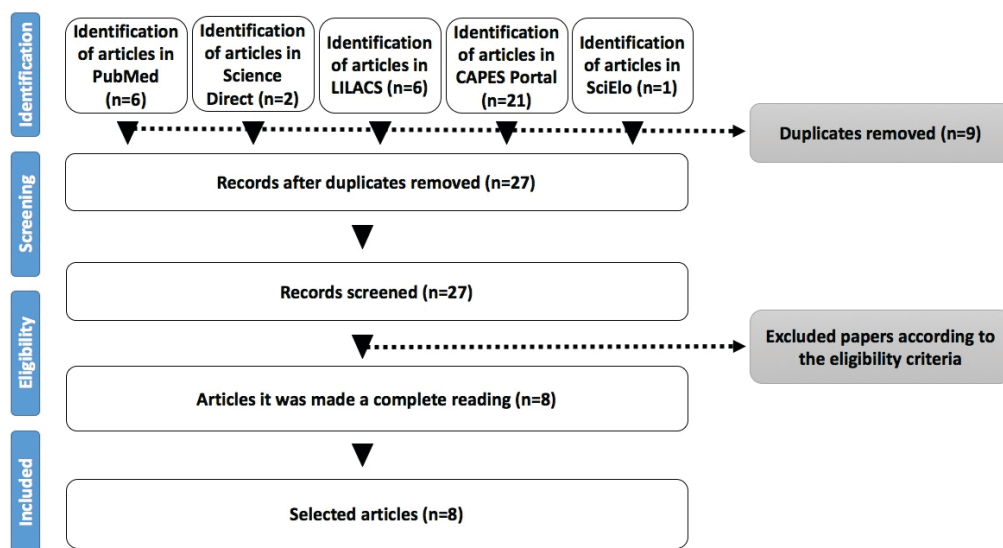 Identification
Identification
of articles in
PubMed
(n=6)
Identification
of articles in
Science
Direct (n=2)
Identification
of articles in
LILACS (n=6)
Identification
of articles in
CAPES Portal
(n=21)
Identification
of articles in
SciElo (n=1)
Duplicates removed (n=9)
Screening
Records after duplicates removed (n=27)
Records screened (n=27)
Eligibility
Excluded papers according to
the eligibility criteria
Articles it was made a complete reading (n=8)
Included
Selected articles (n=8)